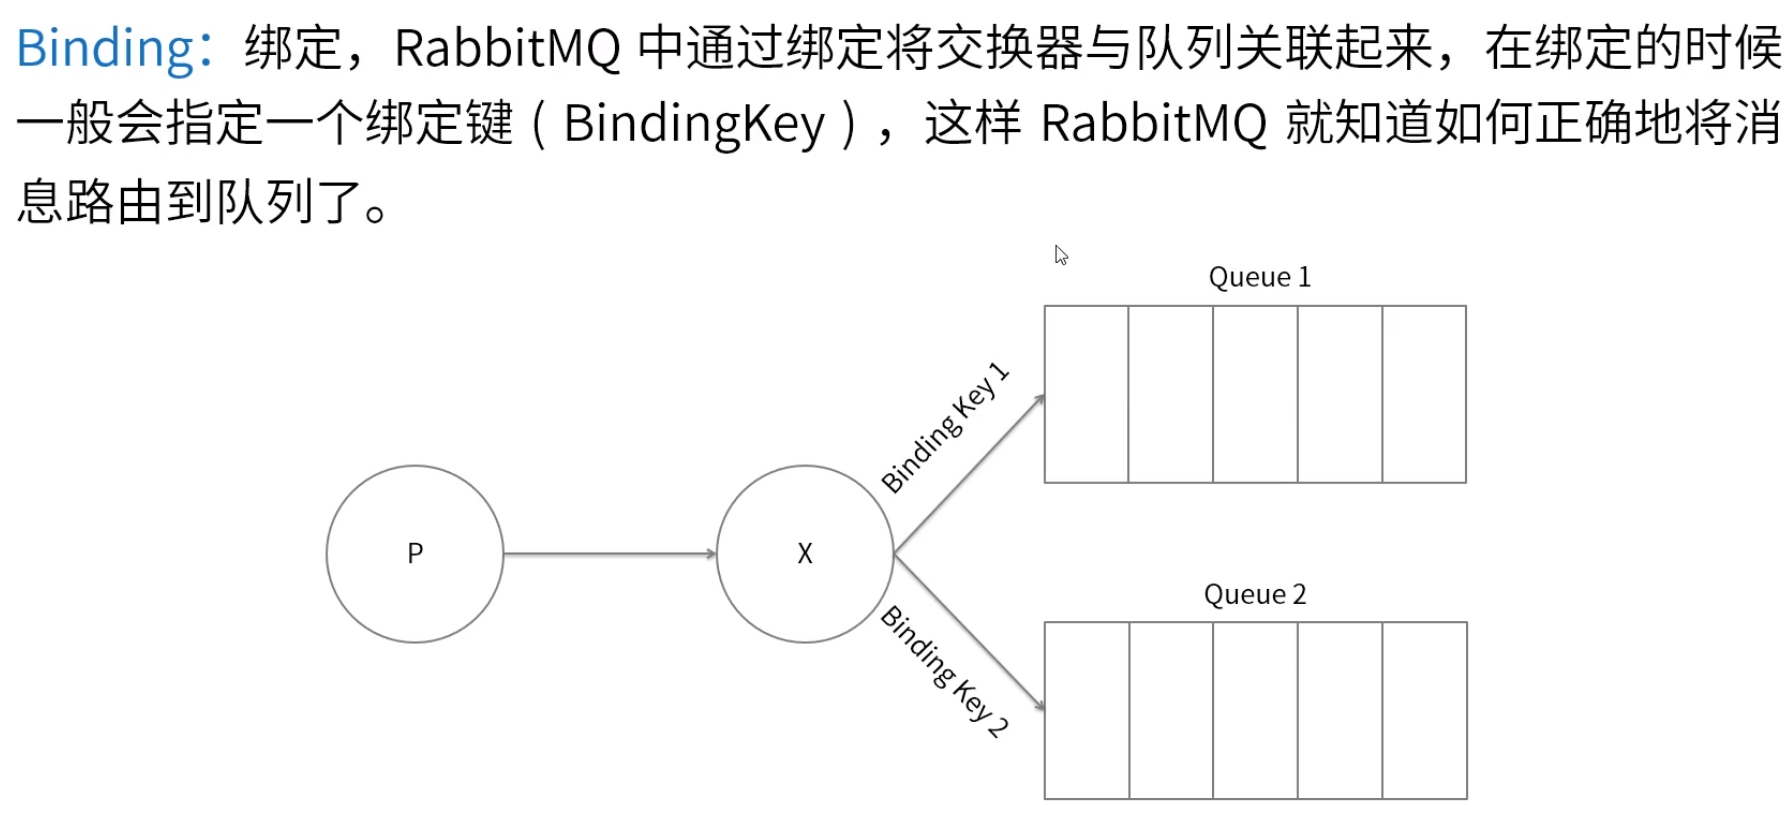 Binding：绑定，RabbitMQ 中通过绑定将交换器与队列关联起来，在绑定的时候
一般会指定一个绑定键 ( BindingKey ) ，这样 RabbitMQ 就知道如何正确地将消
息路由到队列了。
Queue 1
Binding Key 1
P
X
Queue 2
Binding Key 2